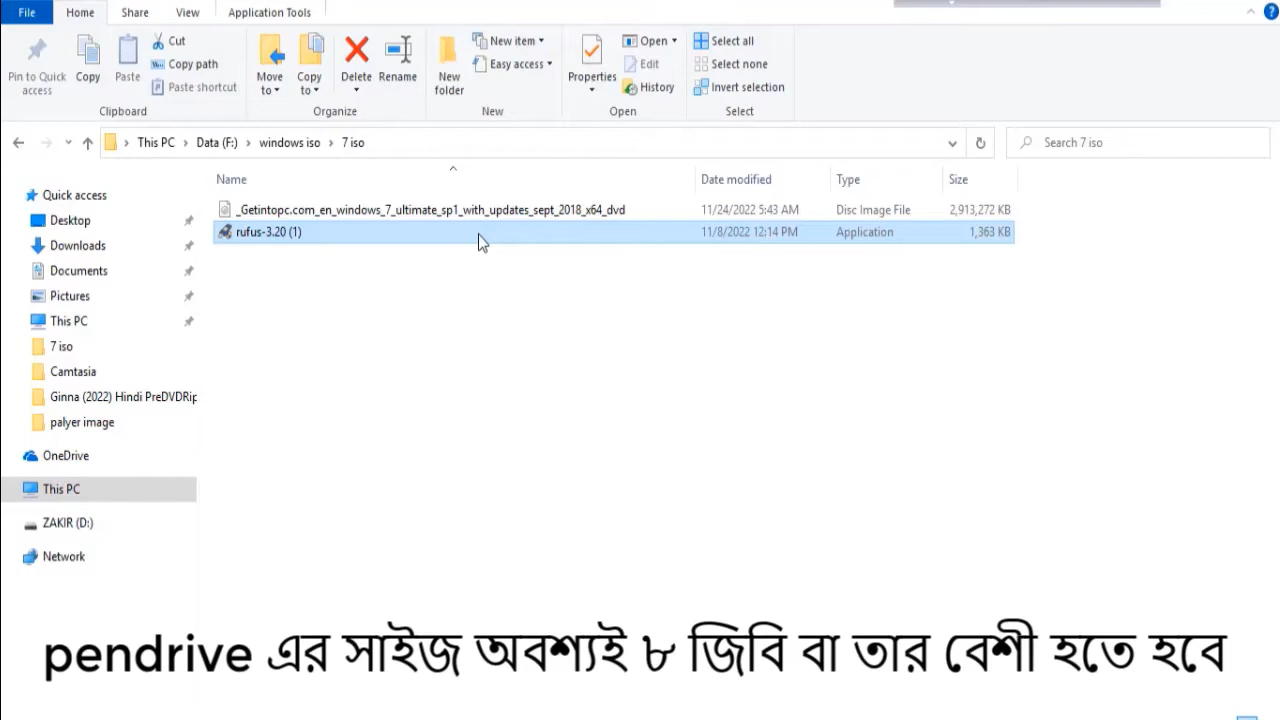 File Home Share View Application Tools
Pin to Quick access
Copy
Paste
Cut
Copy path
Paste shortcut
Clipboard
Move to
Copy to
Delete
Rename
Organize
New folder
New item
Easy access
New
Properties
Open
Edit
History
Open
Select all
Select none
Invert selection
Select
This PC Data (F:) windows iso 7 iso
Search 7 iso
Name Date modified Type Size
_Getintopc.com_en_windows_7_ultimate_sp1_with_updates_sept_2018_x64_dvd 11/24/2022 5:43 AM Disc Image File 2,913,272 KB
rufus-3.20 (1) 11/8/2022 12:14 PM Application 1,363 KB
Quick access
Desktop
Downloads
Documents
Pictures
This PC
7 iso
Camtasia
Ginna (2022) Hindi PreDVDRip
palyer image
OneDrive
This PC
ZAKIR (D:)
Network
pendrive এর সাইজ অবশ্যই ৮ জিবি বা তার বেশী হতে হবে